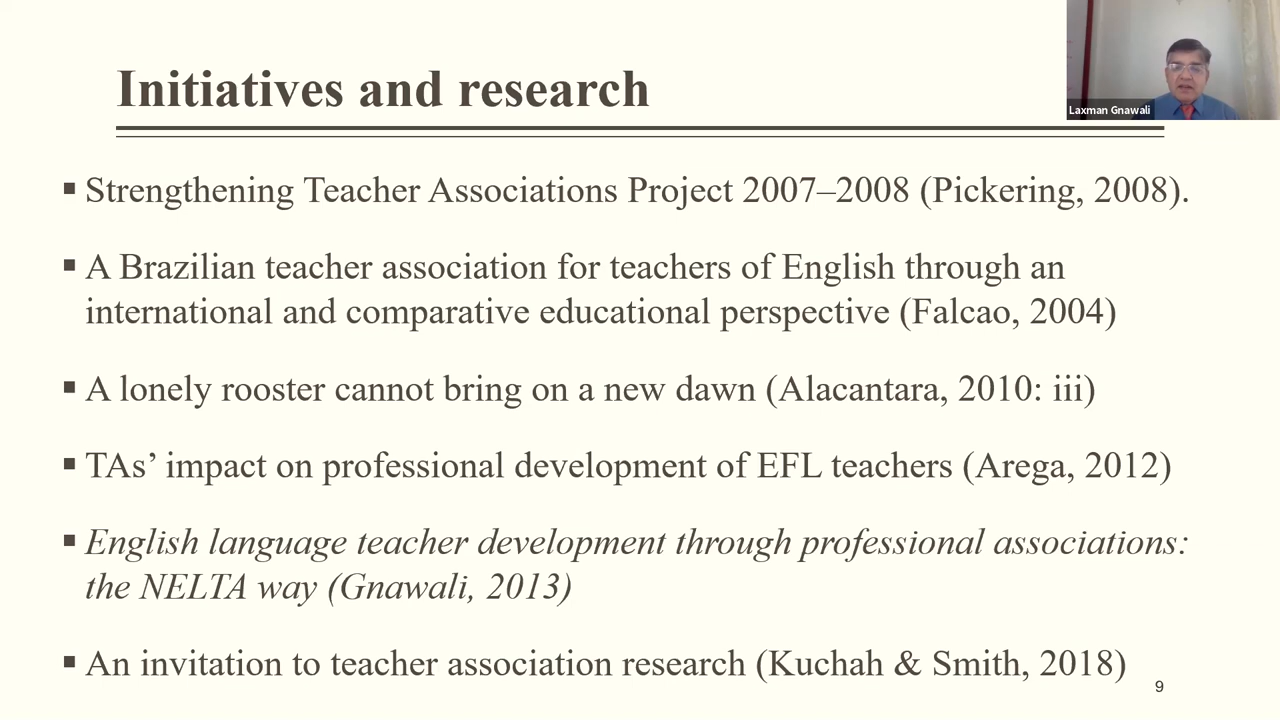 Initiatives and research
Laxman Gnawali
▪ Strengthening Teacher Associations Project 2007–2008 (Pickering, 2008).
▪ A Brazilian teacher association for teachers of English through an
international and comparative educational perspective (Falcao, 2004)
▪ A lonely rooster cannot bring on a new dawn (Alacantara, 2010: iii)
▪ TAs’ impact on professional development of EFL teachers (Arega, 2012)
▪ English language teacher development through professional associations:
the NELTA way (Gnawali, 2013)
▪ An invitation to teacher association research (Kuchah & Smith, 2018)
9